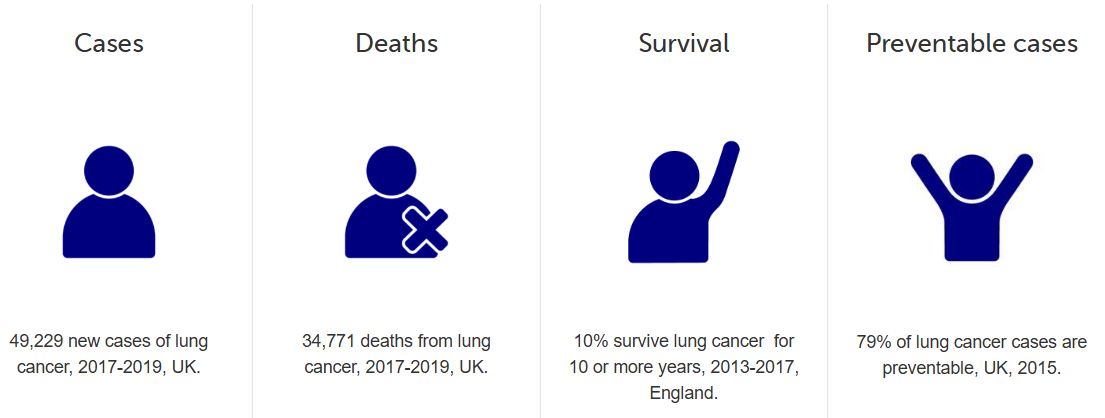 Cases
49,229 new cases of lung
cancer, 2017-2019, UK.
Deaths
34,771 deaths from lung
cancer, 2017-2019, UK.
Survival
10% survive lung cancer for
10 or more years, 2013-2017,
England.
Preventable cases
79% of lung cancer cases are
preventable, UK, 2015.